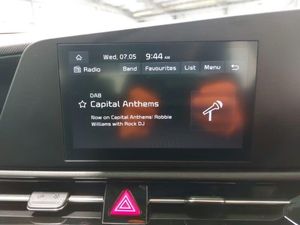 Wed, 07.05 9:44 AM
Radio Band Favourites List Menu
DAB
Capital Anthems
Now on Capital Anthems: Robbie
Williams with Rock DJ